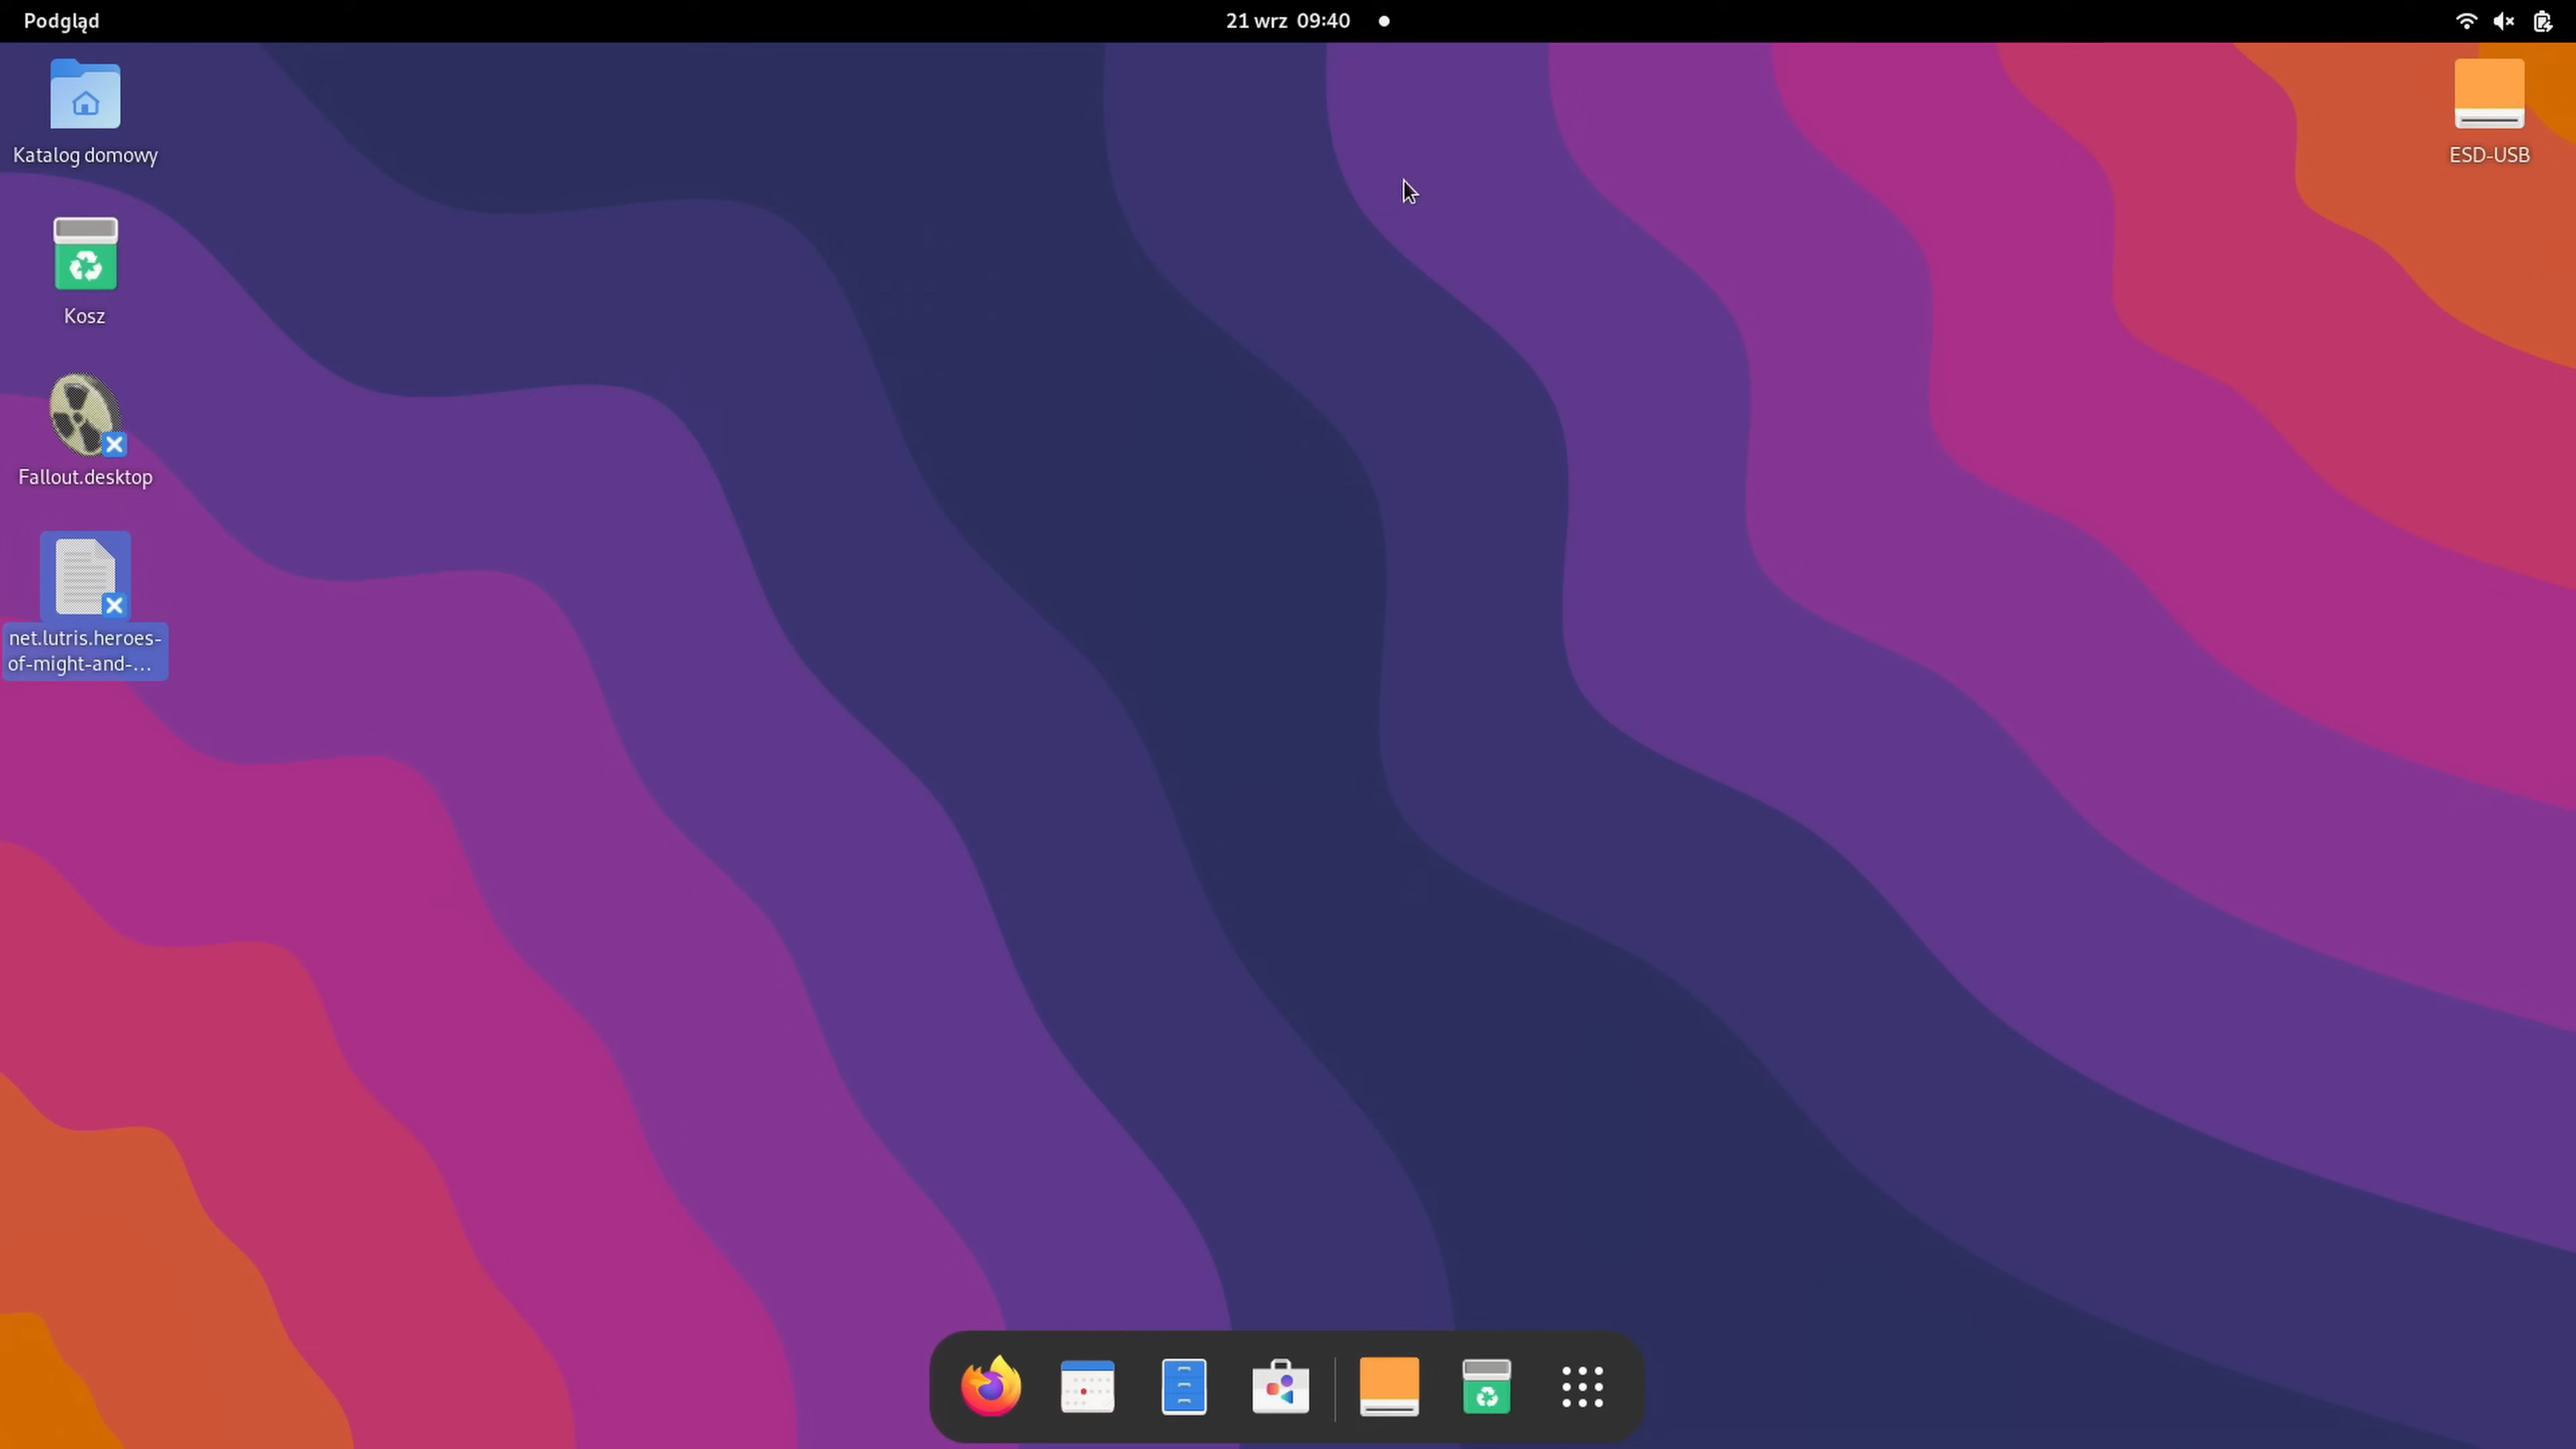 Podgląd
21 wrz 09:40
Katalog domowy
ESD-USB
Kosz
Fallout.desktop
net.lutris.heroes-
of-might-and-...